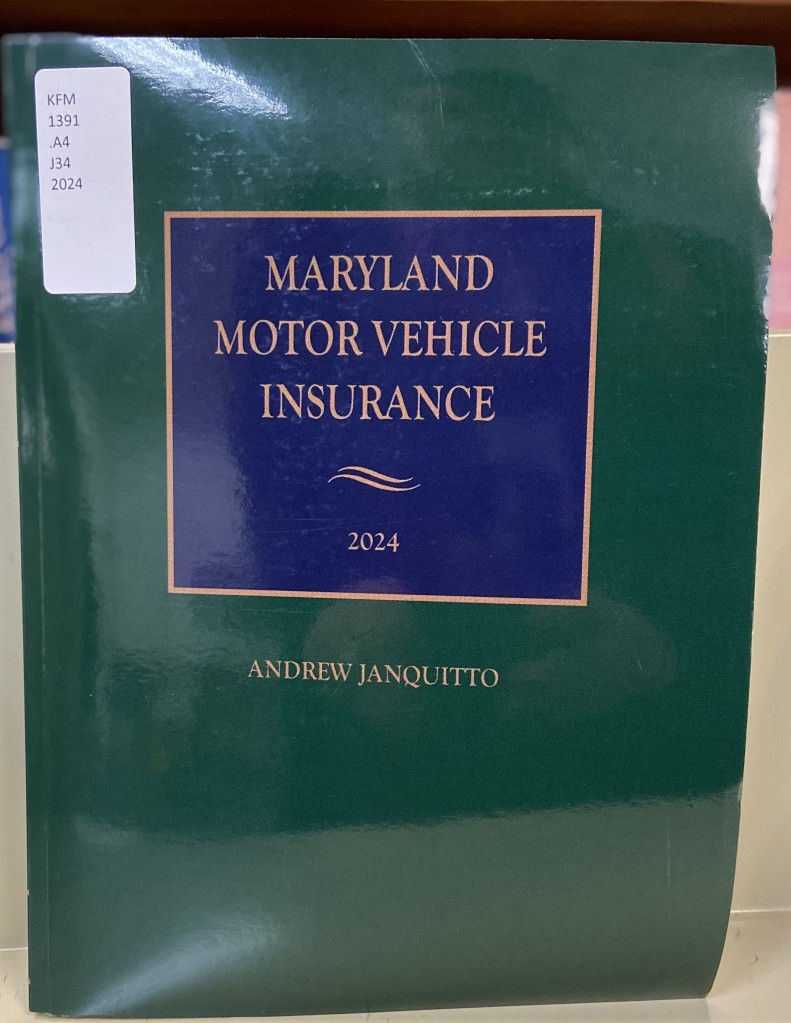 KFM
1391
.A4
J34
2024
MARYLAND
MOTOR VEHICLE
INSURANCE
2024
ANDREW JANQUITTO